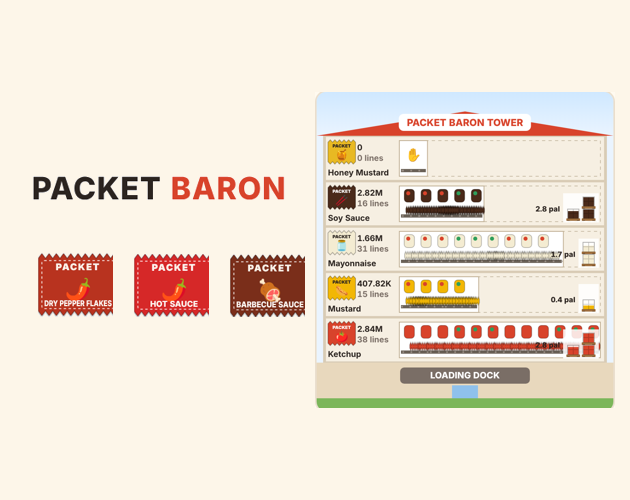 PACKET BARON
PACKET
DRY PEPPER FLAKES
PACKET
HOT SAUCE
PACKET
BARBECUE SAUCE
PACKET BARON TOWER
PACKET
0
0 lines
Honey Mustard
PACKET
2.82M
16 lines
Soy Sauce
2.8 pal
PACKET
1.66M
31 lines
Mayonnaise
1.7 pal
PACKET
407.82K
15 lines
Mustard
0.4 pal
PACKET
2.84M
38 lines
Ketchup
2.8 pal
LOADING DOCK